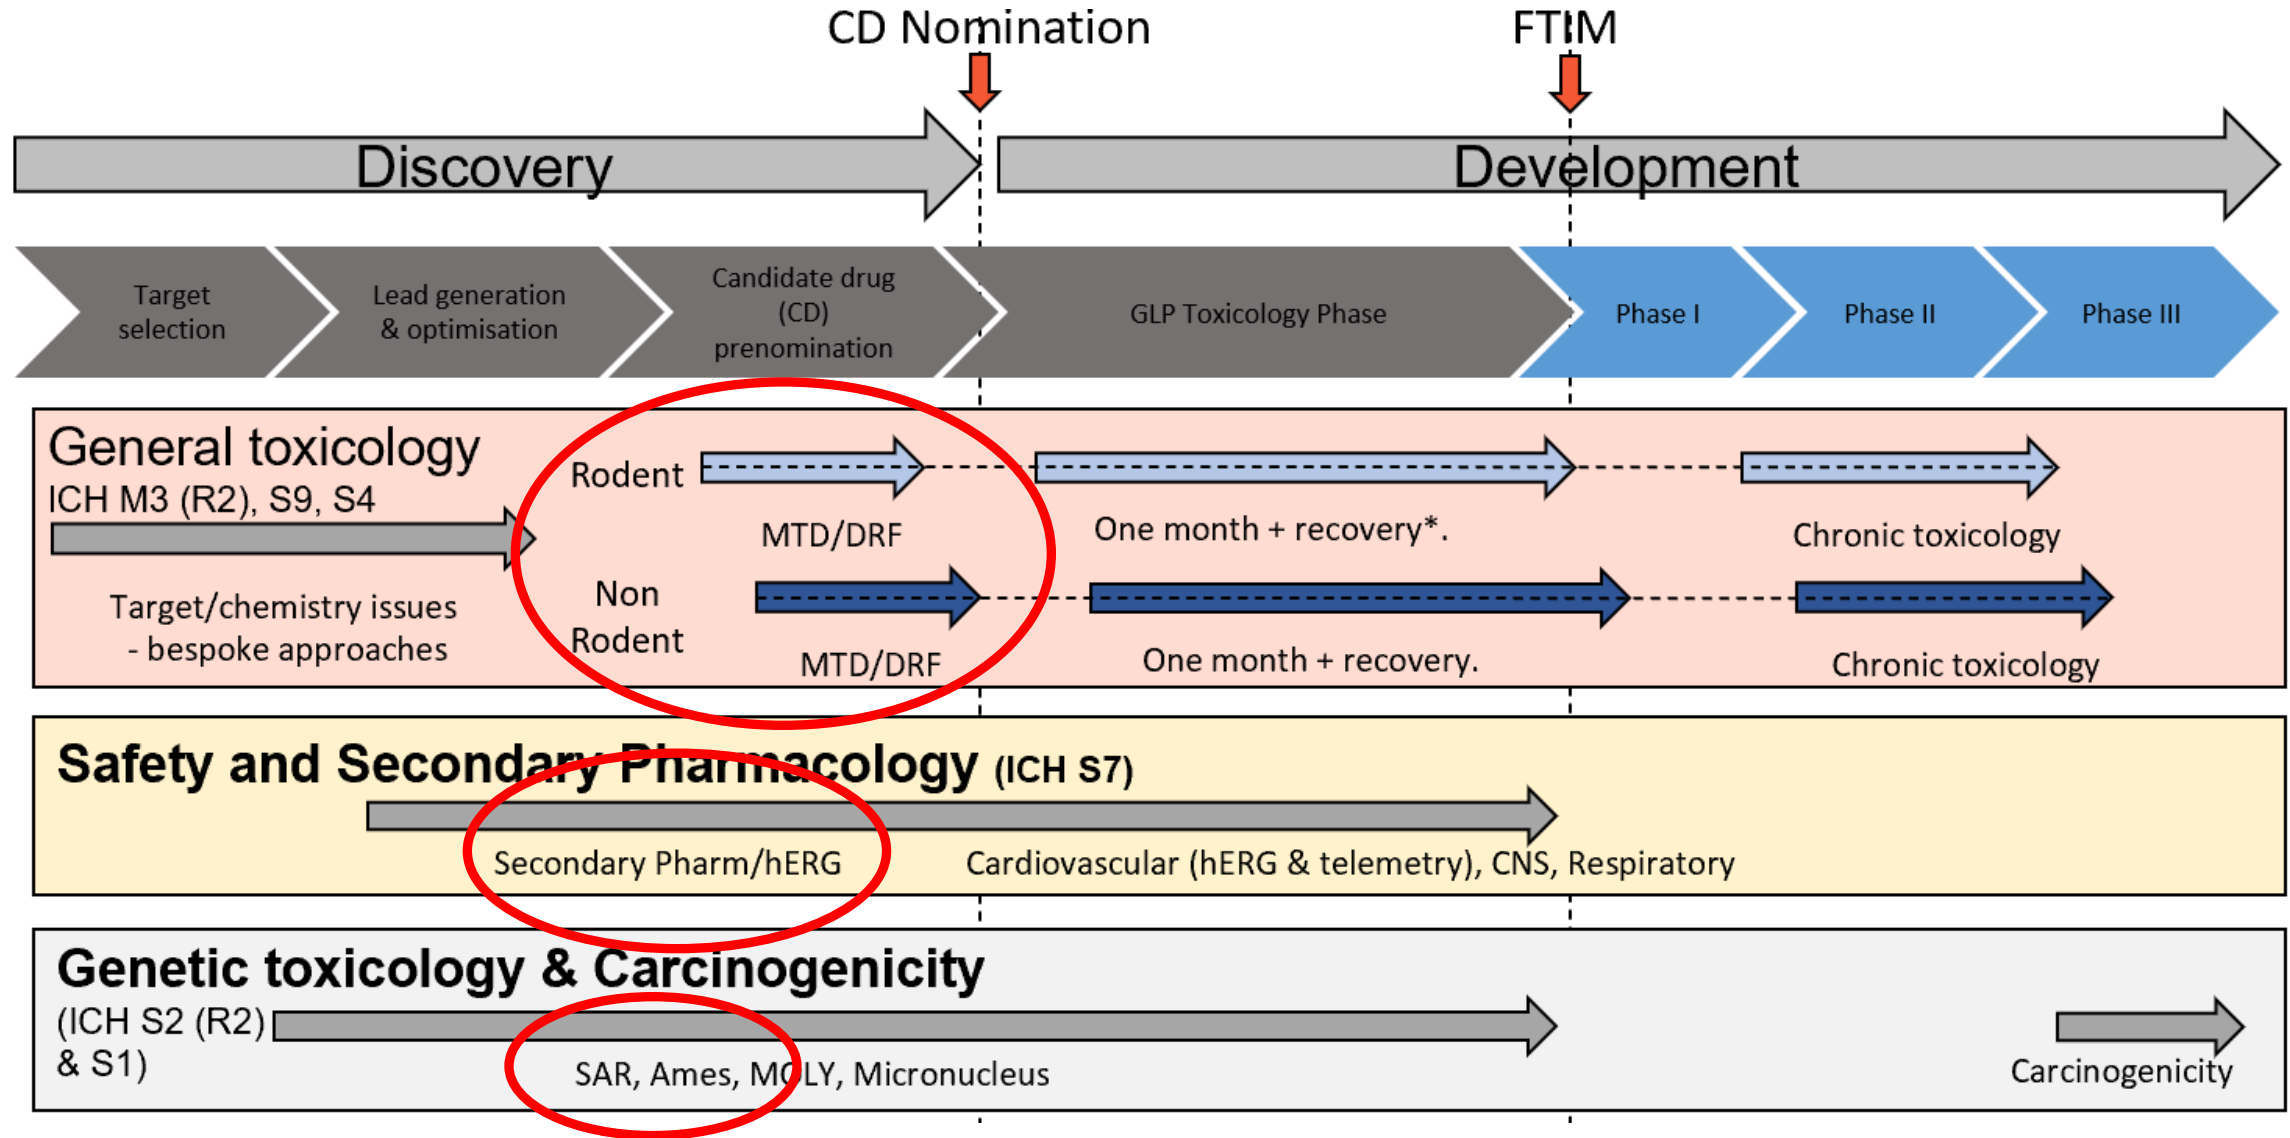 CD Nomination
FTIM
Discovery
Development
Target
selection
Lead generation
& optimisation
Candidate drug
(CD)
prenomination
GLP Toxicology Phase
Phase I
Phase II
Phase III
General toxicology
ICH M3 (R2), S9, S4
Target/chemistry issues
- bespoke approaches
Rodent
MTD/DRF
One month + recovery*.
Chronic toxicology
Non
Rodent
MTD/DRF
One month + recovery.
Chronic toxicology
Safety and Secondary Pharmacology (ICH S7)
Secondary Pharm/hERG
Cardiovascular (hERG & telemetry), CNS, Respiratory
Genetic toxicology & Carcinogenicity
(ICH S2 (R2)
& S1)
SAR, Ames, MOLY, Micronucleus
Carcinogenicity